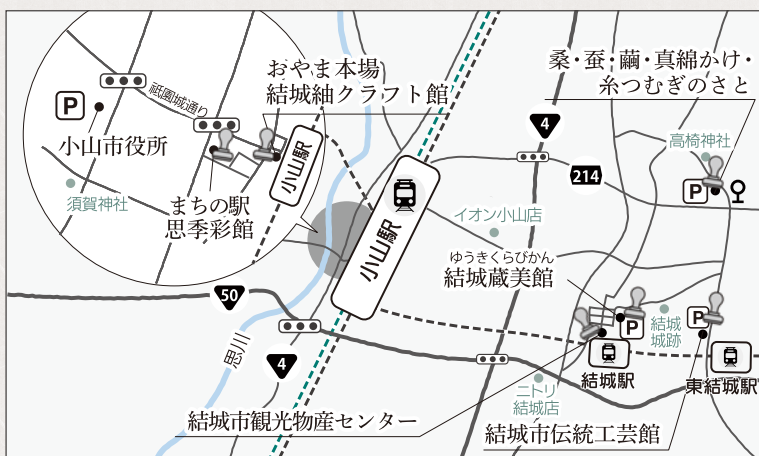 おやま本場
結城紬クラフト館
桑・蚕・繭・真綿かけ・
糸つむぎのさと
祇園城通り
P
小山市役所
須賀神社
まちの駅
思季彩館
小山駅
小山駅
4
214
高椅神社
P
イオン小山店
ゆうきくらびかん
結城蔵美館
50
思川
4
P
結城
城跡
P
結城駅
東結城駅
ニトリ
結城店
結城市観光物産センター
結城市伝統工芸館